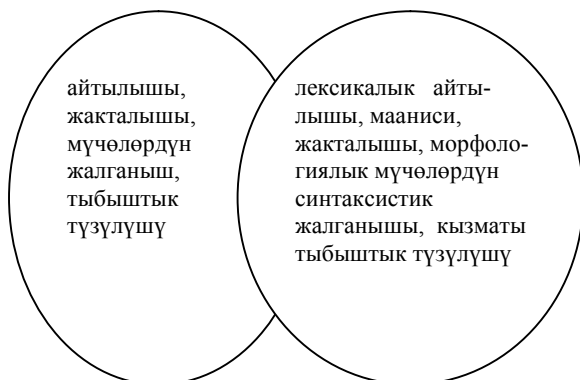 айтылышы,
жакталышы,
мүчөлөрдүн
жалганыш,
тыбыштык
түзүлүшү
лексикалык айты-
лышы, мааниси,
жакталышы, морфоло-
гиялык мүчөлөрдүн
синтаксистик
жалганышы, кызматы
тыбыштык түзүлүшү